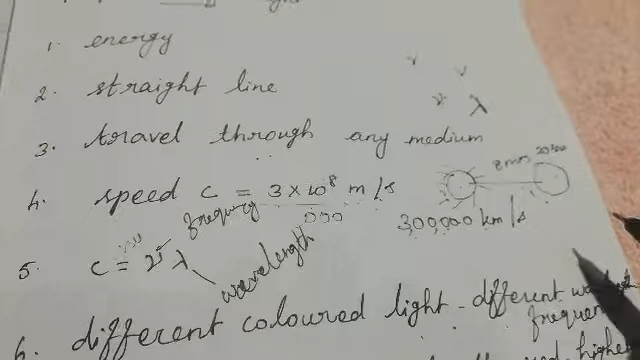 1. energy
2. straight line
3. travel through any medium
λ
8 min 20 sec
4. speed c = 3 × 10⁸ m/s
300,000 km/s
frequency
5. c = ν λ
wavelength
6. different coloured light - different
higher